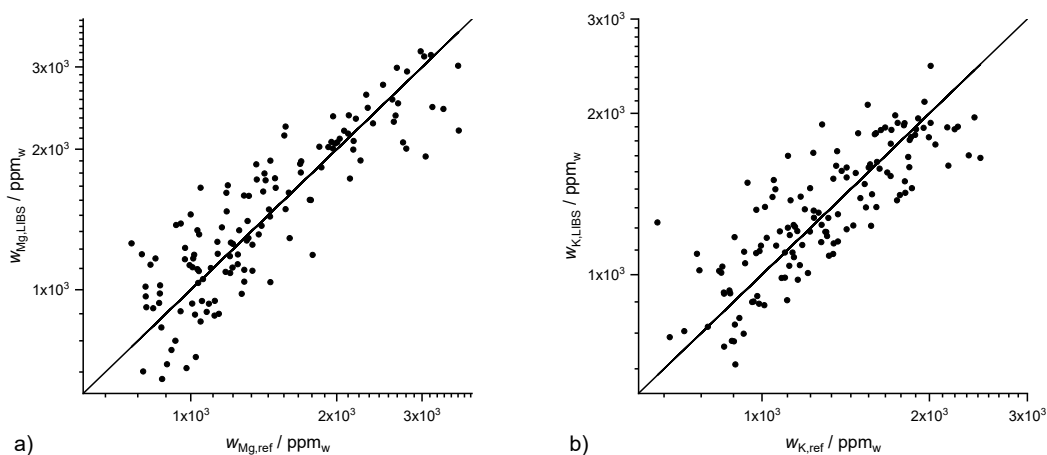 3x10³
2x10³
1x10³
w_Mg,LIBS / ppm_w
1x10³ 2x10³ 3x10³
a) w_Mg,ref / ppm_w
3x10³
2x10³
1x10³
w_K,LIBS / ppm_w
1x10³ 2x10³ 3x10³
b) w_K,ref / ppm_w